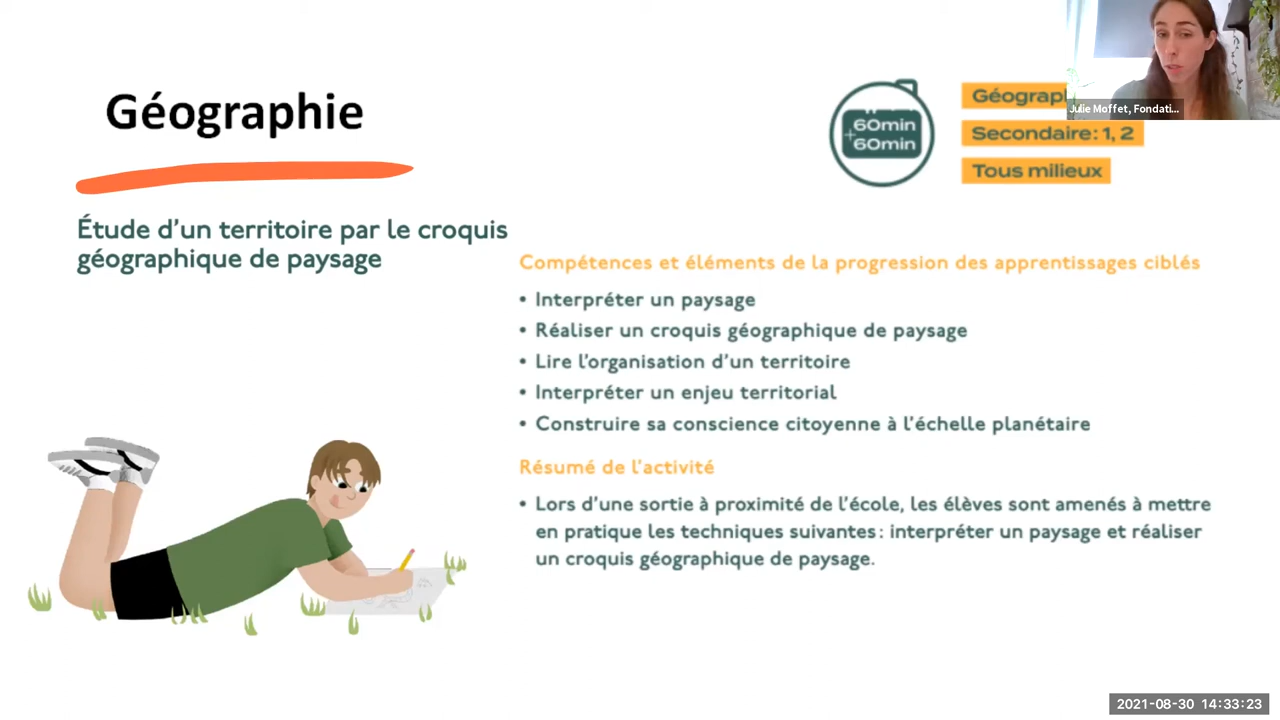 Géographie
60min
+60min
Géograph
Julie Moffet, Fondati...
Secondaire: 1, 2
Tous milieux
Étude d'un territoire par le croquis
géographique de paysage
Compétences et éléments de la progression des apprentissages ciblés
• Interpréter un paysage
• Réaliser un croquis géographique de paysage
• Lire l'organisation d'un territoire
• Interpréter un enjeu territorial
• Construire sa conscience citoyenne à l'échelle planétaire
Résumé de l'activité
• Lors d'une sortie à proximité de l'école, les élèves sont amenés à mettre
en pratique les techniques suivantes : interpréter un paysage et réaliser
un croquis géographique de paysage.
2021-08-30 14:33:23